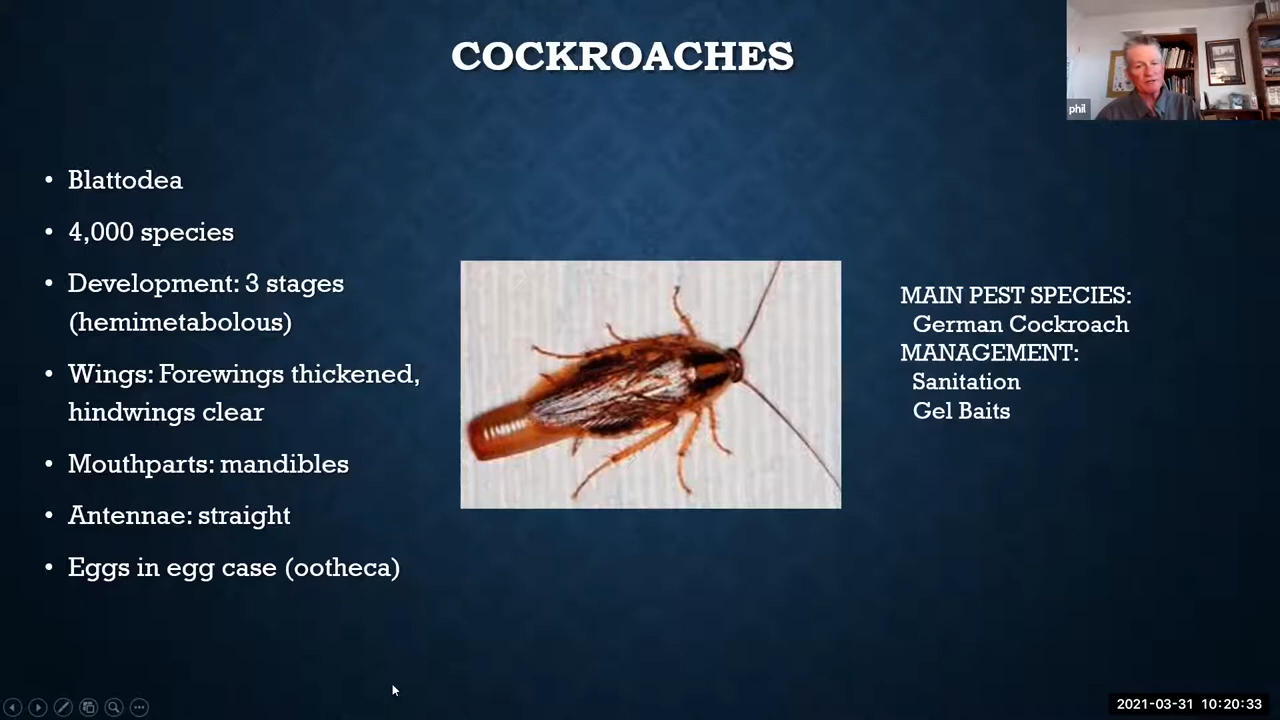 COCKROACHES
phil
• Blattodea
• 4,000 species
• Development: 3 stages
(hemimetabolous)
• Wings: Forewings thickened,
hindwings clear
• Mouthparts: mandibles
• Antennae: straight
• Eggs in egg case (ootheca)
MAIN PEST SPECIES:
German Cockroach
MANAGEMENT:
Sanitation
Gel Baits
2021-03-31 10:20:33